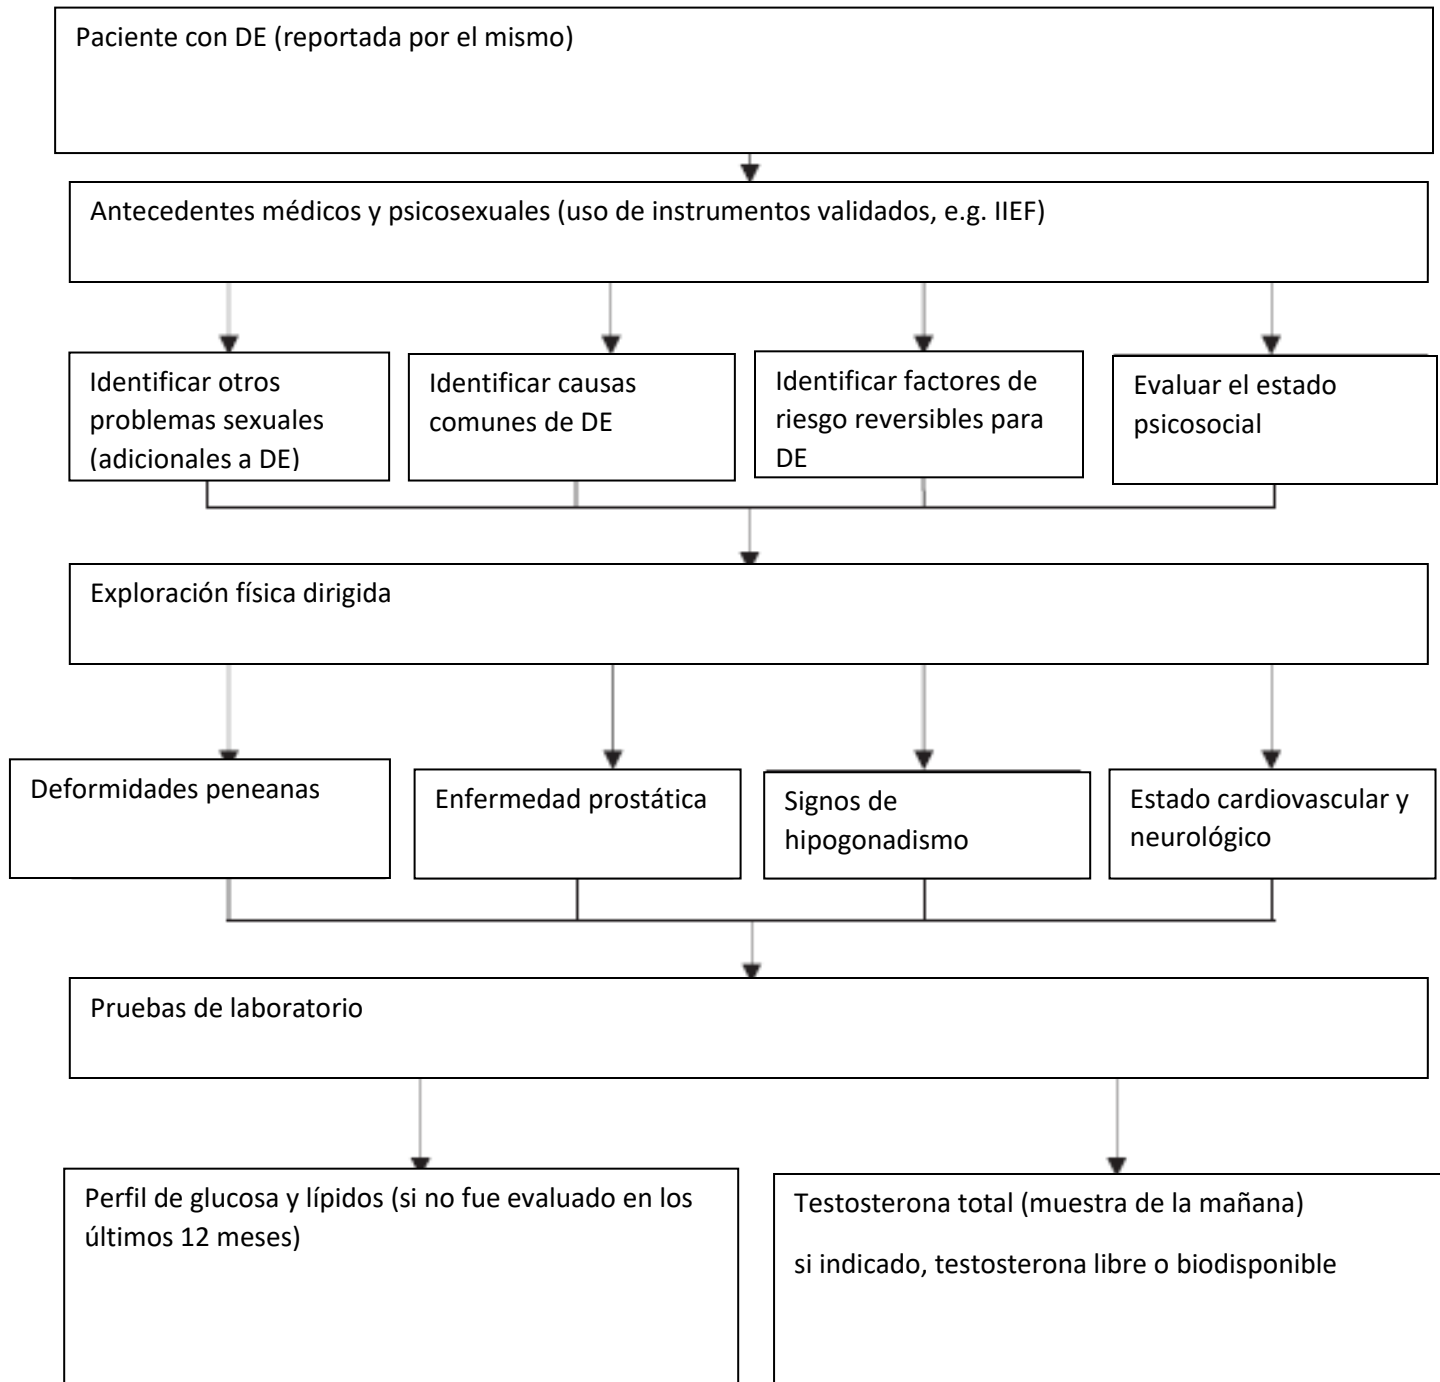 Paciente con DE (reportada por el mismo)
Antecedentes médicos y psicosexuales (uso de instrumentos validados, e.g. IIEF)
Identificar otros
problemas sexuales
(adicionales a DE)
Identificar causas
comunes de DE
Identificar factores de
riesgo reversibles para
DE
Evaluar el estado
psicosocial
Exploración física dirigida
Deformidades peneanas
Enfermedad prostática
Signos de
hipogonadismo
Estado cardiovascular y
neurológico
Pruebas de laboratorio
Perfil de glucosa y lípidos (si no fue evaluado en los
últimos 12 meses)
Testosterona total (muestra de la mañana)
si indicado, testosterona libre o biodisponible